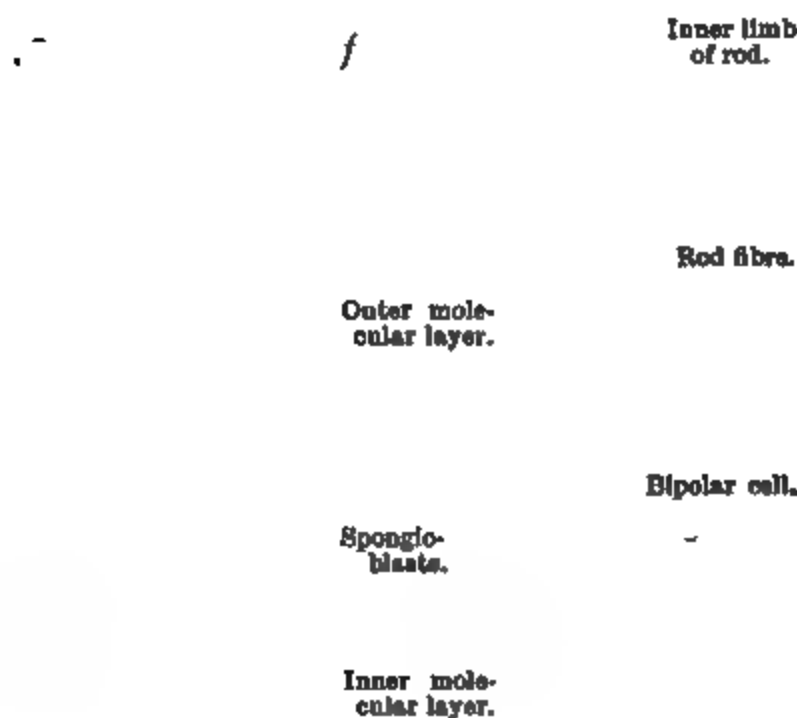 f
Inner limb
of rod.
Rod fibre.
Outer mole-
cular layer.
Bipolar cell.
Spongio-
blasts.
Inner mole-
cular layer.